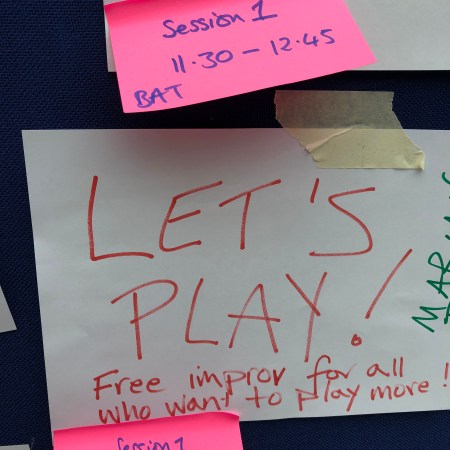 Session 1
11.30 - 12.45
BAT
LET'S
PLAY!
Free improv for all
who want to play more!
Session 1